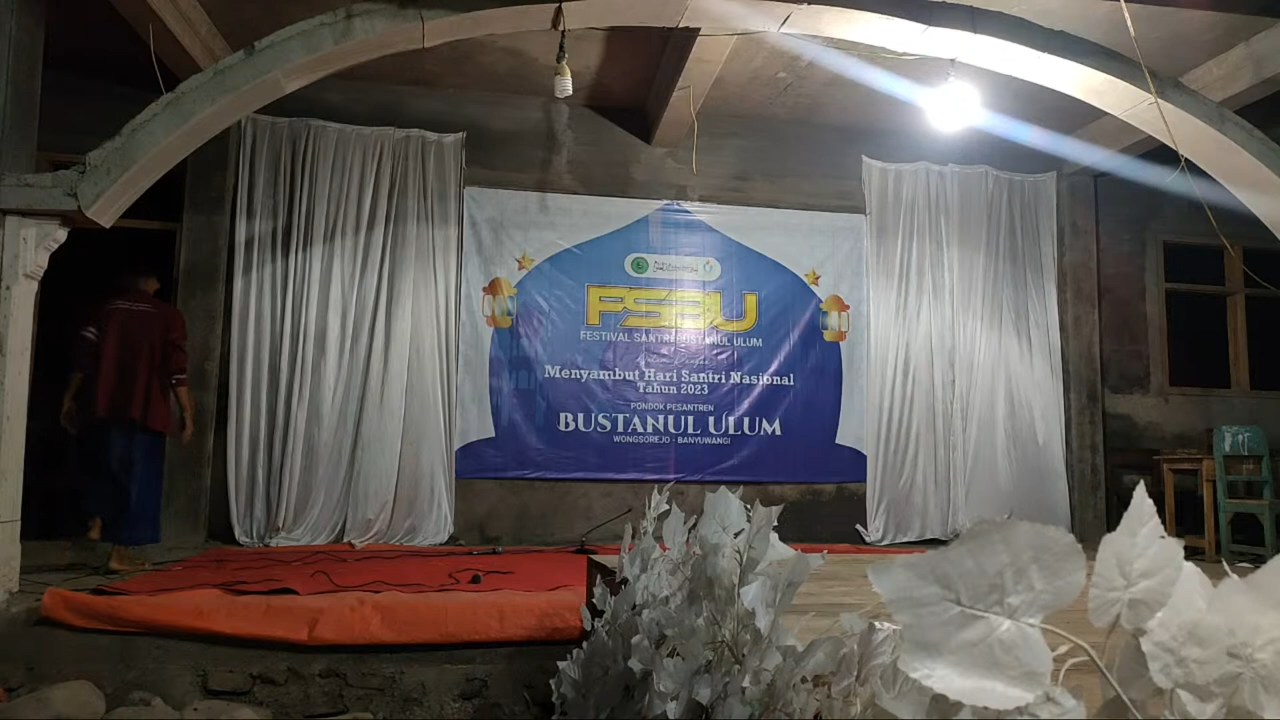 FSBU
FESTIVAL SANTRI BUSTANUL ULUM
Menyambut Hari Santri Nasional
Tahun 2023
PONDOK PESANTREN
BUSTANUL ULUM
WONGSOREJO - BANYUWANGI